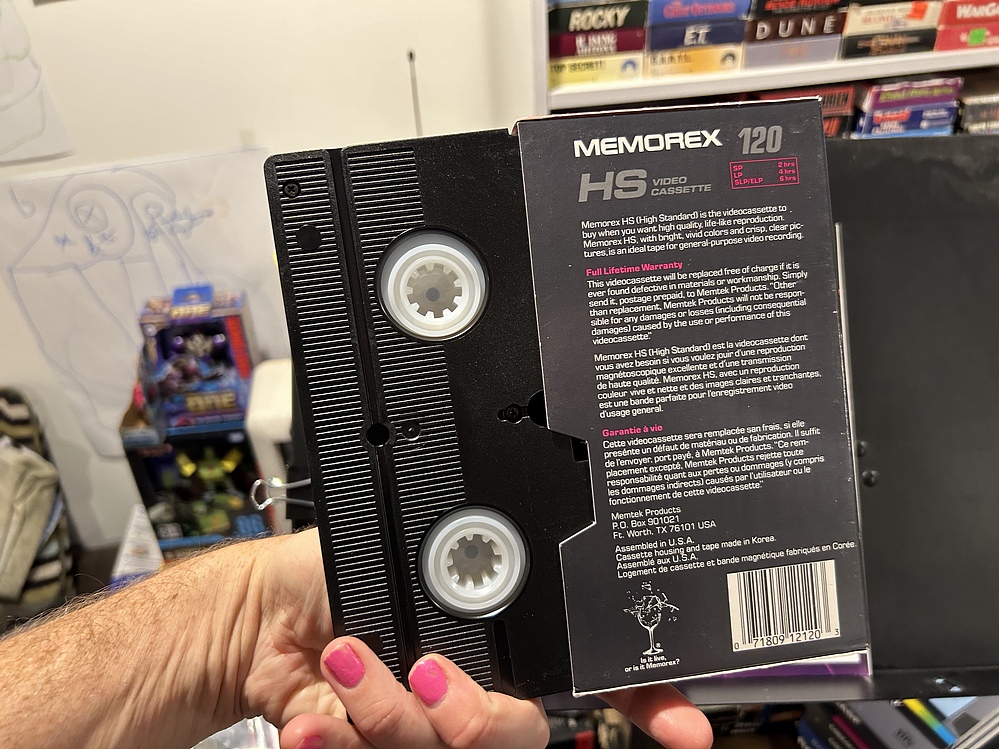 ROCKY
E.T.
DUNE
MEMOREX 120
HS VIDEO
CASSETTE
SP 2 hrs
LP 4 hrs
SLP/ELP 6 hrs
Memorex HS (High Standard) is the videocassette to
buy when you want high quality, life-like reproduction.
Memorex HS, with bright, vivid colors and crisp, clear pic-
tures, is an ideal tape for general-purpose video recording.
Full Lifetime Warranty
This videocassette will be replaced free of charge if it is
ever found defective in materials or workmanship. Simply
send it, postage prepaid, to Memtek Products. "Other
than replacement, Memtek Products will not be respon-
sible for any damages or losses (including consequential
damages) caused by the use or performance of this
videocassette."
Memorex HS (High Standard) est la videocassette dont
vous avez besoin si vous voulez jouir d'une reproduction
magnétoscopique excellente et d'une transmission
de haute qualité. Memorex HS, avec un reproduction
couleur vive et nette et des images claires et tranchantes,
est une bande parfaite pour l'enregistrement video
d'usage general.
Garantie à vie
Cette videocassette sera remplacée san frais, si elle
présente un défaut de matériau ou de fabrication. Il suffit
de l'envoyer, port payé, à Memtek Products. "Ce rem-
placement excepté, Memtek Products rejette toute
responsabilité quant aux pertes ou dommages (y compris
les dommages indirects) causés par l'utilisateur ou le
fonctionnement de cette videocassette."
Memtek Products
P.O. Box 901021
Ft. Worth, TX 76101 USA
Assembled in U.S.A.
Cassette housing and tape made in Korea.
Assemblé aux U.S.A.
Logement de cassette et bande magnétique fabriqués en Corée.
Is it live,
or is it Memorex?
0 71809 12120 3